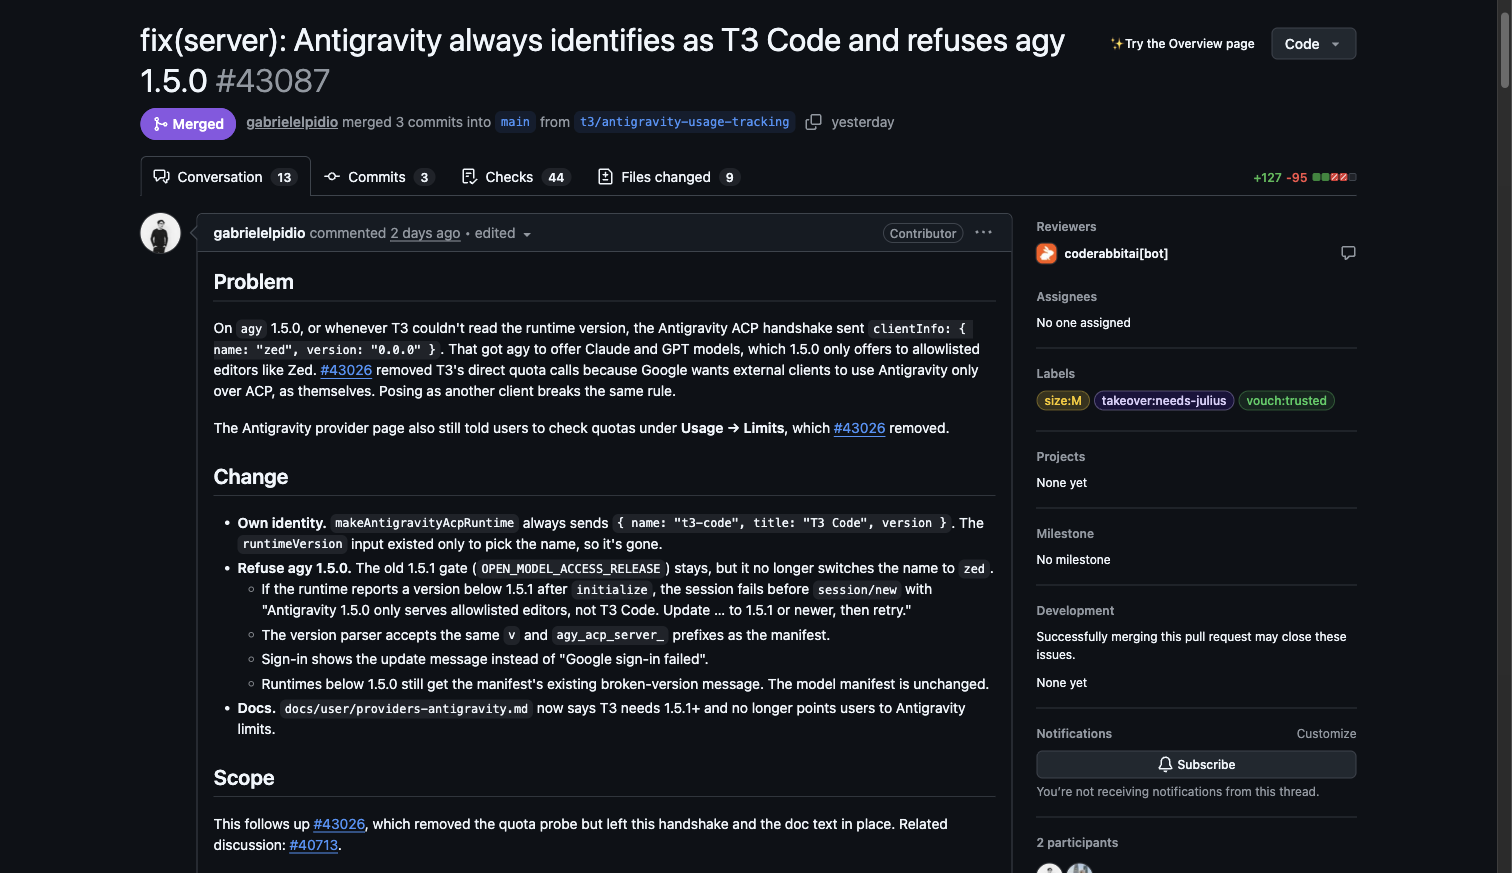 fix(server): Antigravity always identifies as T3 Code and refuses agy
1.5.0 #43087
✨Try the Overview page
Code
Merged
gabrielelpidio merged 3 commits into main from t3/antigravity-usage-tracking yesterday
Conversation 13
Commits 3
Checks 44
Files changed 9
+127 -95
gabrielelpidio commented 2 days ago • edited
Contributor
Problem
On agy 1.5.0, or whenever T3 couldn't read the runtime version, the Antigravity ACP handshake sent clientInfo: {
name: "zed", version: "0.0.0" }. That got agy to offer Claude and GPT models, which 1.5.0 only offers to allowlisted
editors like Zed. #43026 removed T3's direct quota calls because Google wants external clients to use Antigravity only
over ACP, as themselves. Posing as another client breaks the same rule.
The Antigravity provider page also still told users to check quotas under Usage → Limits, which #43026 removed.
Change
• Own identity. makeAntigravityAcpRuntime always sends { name: "t3-code", title: "T3 Code", version }. The
runtimeVersion input existed only to pick the name, so it's gone.
• Refuse agy 1.5.0. The old 1.5.1 gate (OPEN_MODEL_ACCESS_RELEASE) stays, but it no longer switches the name to zed.
◦ If the runtime reports a version below 1.5.1 after initialize, the session fails before session/new with
"Antigravity 1.5.0 only serves allowlisted editors, not T3 Code. Update ... to 1.5.1 or newer, then retry."
◦ The version parser accepts the same v and agy_acp_server_ prefixes as the manifest.
◦ Sign-in shows the update message instead of "Google sign-in failed".
◦ Runtimes below 1.5.0 still get the manifest's existing broken-version message. The model manifest is unchanged.
• Docs. docs/user/providers-antigravity.md now says T3 needs 1.5.1+ and no longer points users to Antigravity
limits.
Scope
This follows up #43026, which removed the quota probe but left this handshake and the doc text in place. Related
discussion: #40713.
Reviewers
coderabbitai[bot]
Assignees
No one assigned
Labels
size:M takeover:needs-julius vouch:trusted
Projects
None yet
Milestone
No milestone
Development
Successfully merging this pull request may close these
issues.
None yet
Notifications
Customize
Subscribe
You're not receiving notifications from this thread.
2 participants